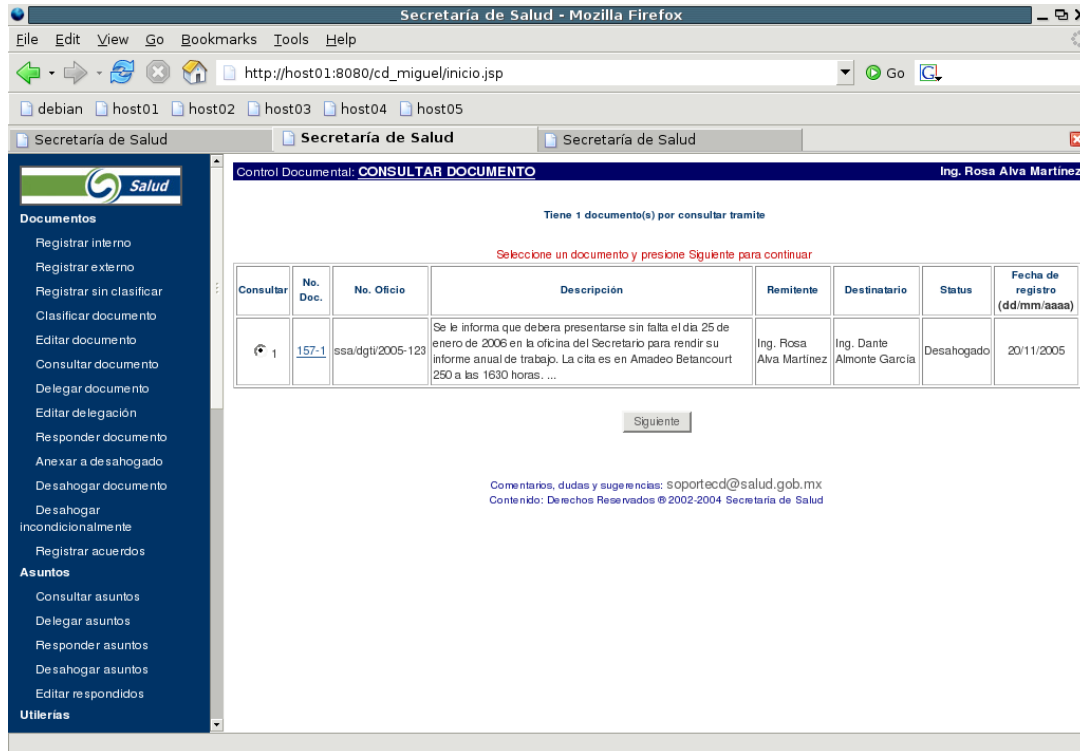 Secretaría de Salud - Mozilla Firefox
File Edit View Go Bookmarks Tools Help
http://host01:8080/cd_miguel/inicio.jsp Go G
debian host01 host02 host03 host04 host05
Secretaría de Salud Secretaría de Salud Secretaría de Salud
Salud
Documentos
Registrar interno
Registrar externo
Registrar sin clasificar
Clasificar documento
Editar documento
Consultar documento
Delegar documento
Editar delegación
Responder documento
Anexar a desahogado
Desahogar documento
Desahogar
incondicionalmente
Registrar acuerdos
Asuntos
Consultar asuntos
Delegar asuntos
Responder asuntos
Desahogar asuntos
Editar respondidos
Utilerías
Control Documental: CONSULTAR DOCUMENTO Ing. Rosa Alva Martínez
Tiene 1 documento(s) por consultar tramite
Seleccione un documento y presione Siguiente para continuar
Consultar No. Doc. No. Oficio Descripción Remitente Destinatario Status Fecha de registro (dd/mm/aaaa)
1 157-1 ssa/dgti/2005-123
Se le informa que debera presentarse sin falta el día 25 de
enero de 2006 en la oficina del Secretario para rendir su
informe anual de trabajo. La cita es en Amadeo Betancourt
250 a las 1630 horas. ...
Ing. Rosa
Alva Martínez
Ing. Dante
Almonte García
Desahogado
20/11/2005
Siguiente
Comentarios, dudas y sugerencias: soportecd@salud.gob.mx
Contenido: Derechos Reservados ® 2002-2004 Secretaría de Salud